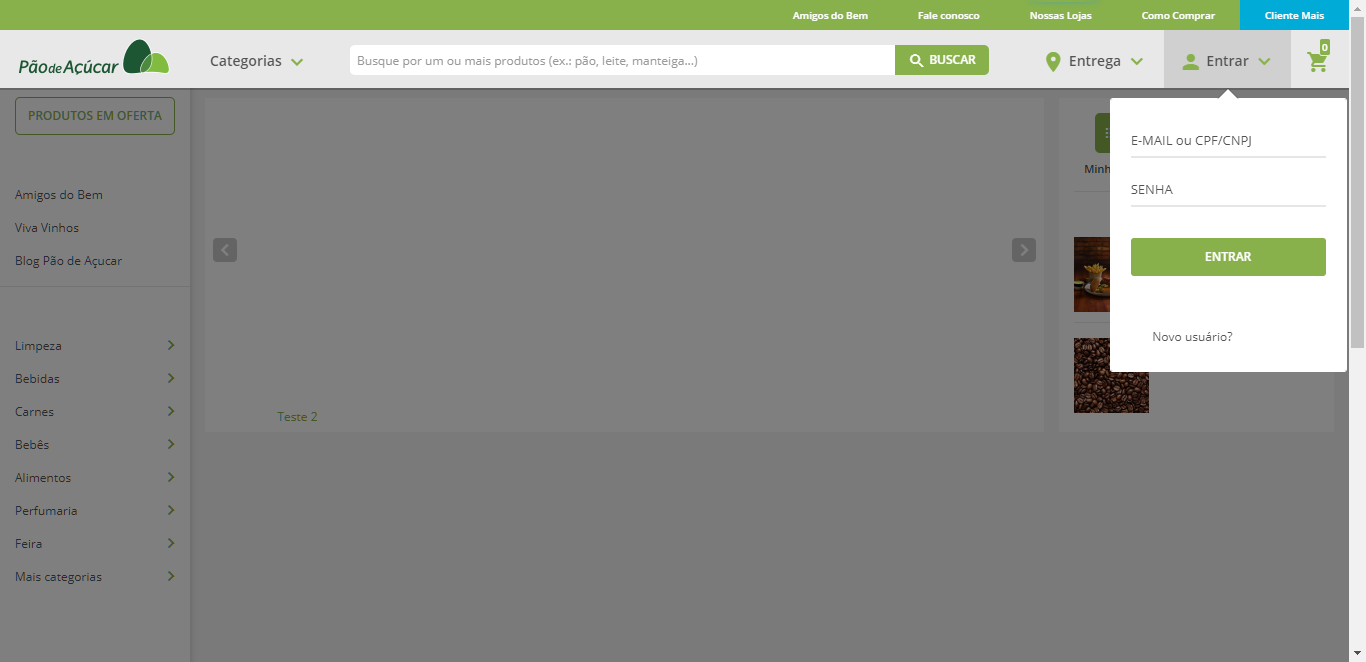 Amigos do Bem
Fale conosco
Nossas Lojas
Como Comprar
Cliente Mais
Pão de Açúcar
Categorias
Busque por um ou mais produtos (ex.: pão, leite, manteiga...)
BUSCAR
Entrega
Entrar
0
PRODUTOS EM OFERTA
Amigos do Bem
Viva Vinhos
Blog Pão de Açucar
Limpeza
Bebidas
Carnes
Bebês
Alimentos
Perfumaria
Feira
Mais categorias
Teste 2
Minh
E-MAIL ou CPF/CNPJ
SENHA
ENTRAR
Novo usuário?